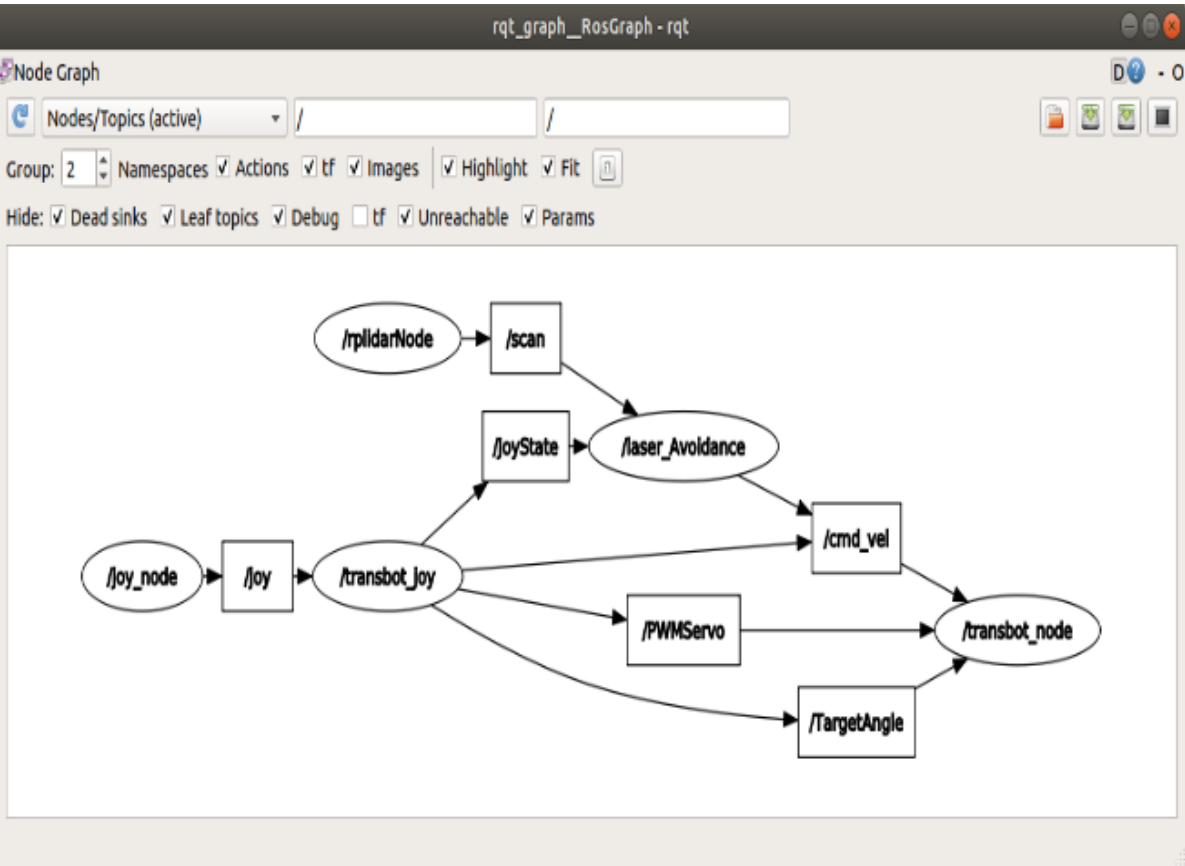 rqt_graph__RosGraph - rqt
Node Graph
D - O
Nodes/Topics (active) / /
Group: 2 Namespaces Actions tf Images Highlight Fit
Hide: Dead sinks Leaf topics Debug tf Unreachable Params
/rplidarNode /scan
/JoyState /laser_Avoidance
/cmd_vel
/joy_node /joy /transbot_joy
/PWMServo /transbot_node
/TargetAngle